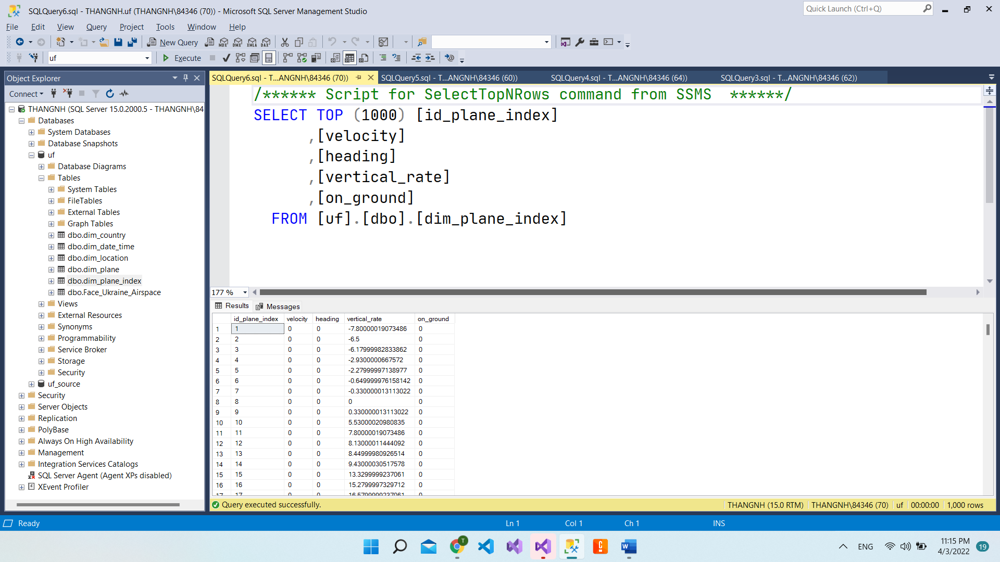 SQLQuery6.sql - THANGNH.uf (THANGNH\84346 (70)) - Microsoft SQL Server Management Studio
Quick Launch (Ctrl+Q)
File Edit View Query Project Tools Window Help
New Query MDX DMX XMLA DAX
uf Execute
Object Explorer
Connect
THANGNH (SQL Server 15.0.2000.5 - THANGNH\84
Databases
System Databases
Database Snapshots
uf
Database Diagrams
Tables
System Tables
FileTables
External Tables
Graph Tables
dbo.dim_country
dbo.dim_date_time
dbo.dim_location
dbo.dim_plane
dbo.dim_plane_index
dbo.Face_Ukraine_Airspace
Views
External Resources
Synonyms
Programmability
Service Broker
Storage
Security
uf_source
Security
Server Objects
Replication
PolyBase
Always On High Availability
Management
Integration Services Catalogs
SQL Server Agent (Agent XPs disabled)
XEvent Profiler
SQLQuery6.sql - T...ANGNH\84346 (70)) SQLQuery5.sql - T...ANGNH\84346 (60)) SQLQuery4.sql - T...ANGNH\84346 (64)) SQLQuery3.sql - T...ANGNH\84346 (62))
/****** Script for SelectTopNRows command from SSMS ******/
SELECT TOP (1000) [id_plane_index]
,[velocity]
,[heading]
,[vertical_rate]
,[on_ground]
FROM [uf].[dbo].[dim_plane_index]
177 %
Results Messages
id_plane_index velocity heading vertical_rate on_ground
1 1 0 0 -7.80000019073486 0
2 2 0 0 -6.5 0
3 3 0 0 -6.17999982833862 0
4 4 0 0 -2.9300000667572 0
5 5 0 0 -2.27999997138977 0
6 6 0 0 -0.649999976158142 0
7 7 0 0 -0.330000013113022 0
8 8 0 0 0 0
9 9 0 0 0.330000013113022 0
10 10 0 0 5.53000020980835 0
11 11 0 0 7.80000019073486 0
12 12 0 0 8.13000011444092 0
13 13 0 0 8.44999980926514 0
14 14 0 0 9.43000030517578 0
15 15 0 0 13.3299999237061 0
16 16 0 0 15.2799997329712 0
17 17 0 0 16.5799999237061 0
Query executed successfully. THANGNH (15.0 RTM) THANGNH\84346 (70) uf 00:00:00 1,000 rows
Ready Ln 1 Col 1 Ch 1 INS
T
ENG 11:15 PM
4/3/2022 19